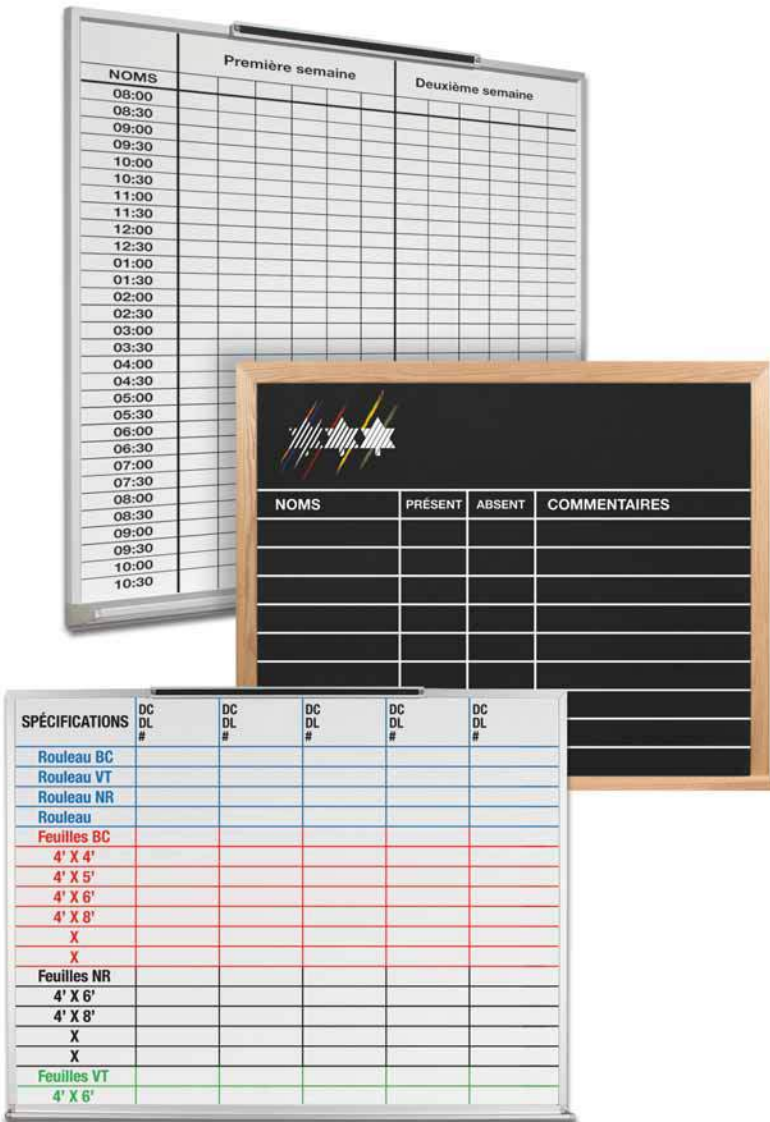 Première semaine Deuxième semaine
NOMS
08:00
08:30
09:00
09:30
10:00
10:30
11:00
11:30
12:00
12:30
01:00
01:30
02:00
02:30
03:00
03:30
04:00
04:30
05:00
05:30
06:00
06:30
07:00
07:30
08:00
08:30
09:00
09:30
10:00
10:30
NOMS PRÉSENT ABSENT COMMENTAIRES
SPÉCIFICATIONS
DC DC DC DC DC
DL DL DL DL DL
# # # # #
Rouleau BC
Rouleau VT
Rouleau NR
Rouleau
Feuilles BC
4' X 4'
4' X 5'
4' X 6'
4' X 8'
X
X
Feuilles NR
4' X 6'
4' X 8'
X
X
Feuilles VT
4' X 6'